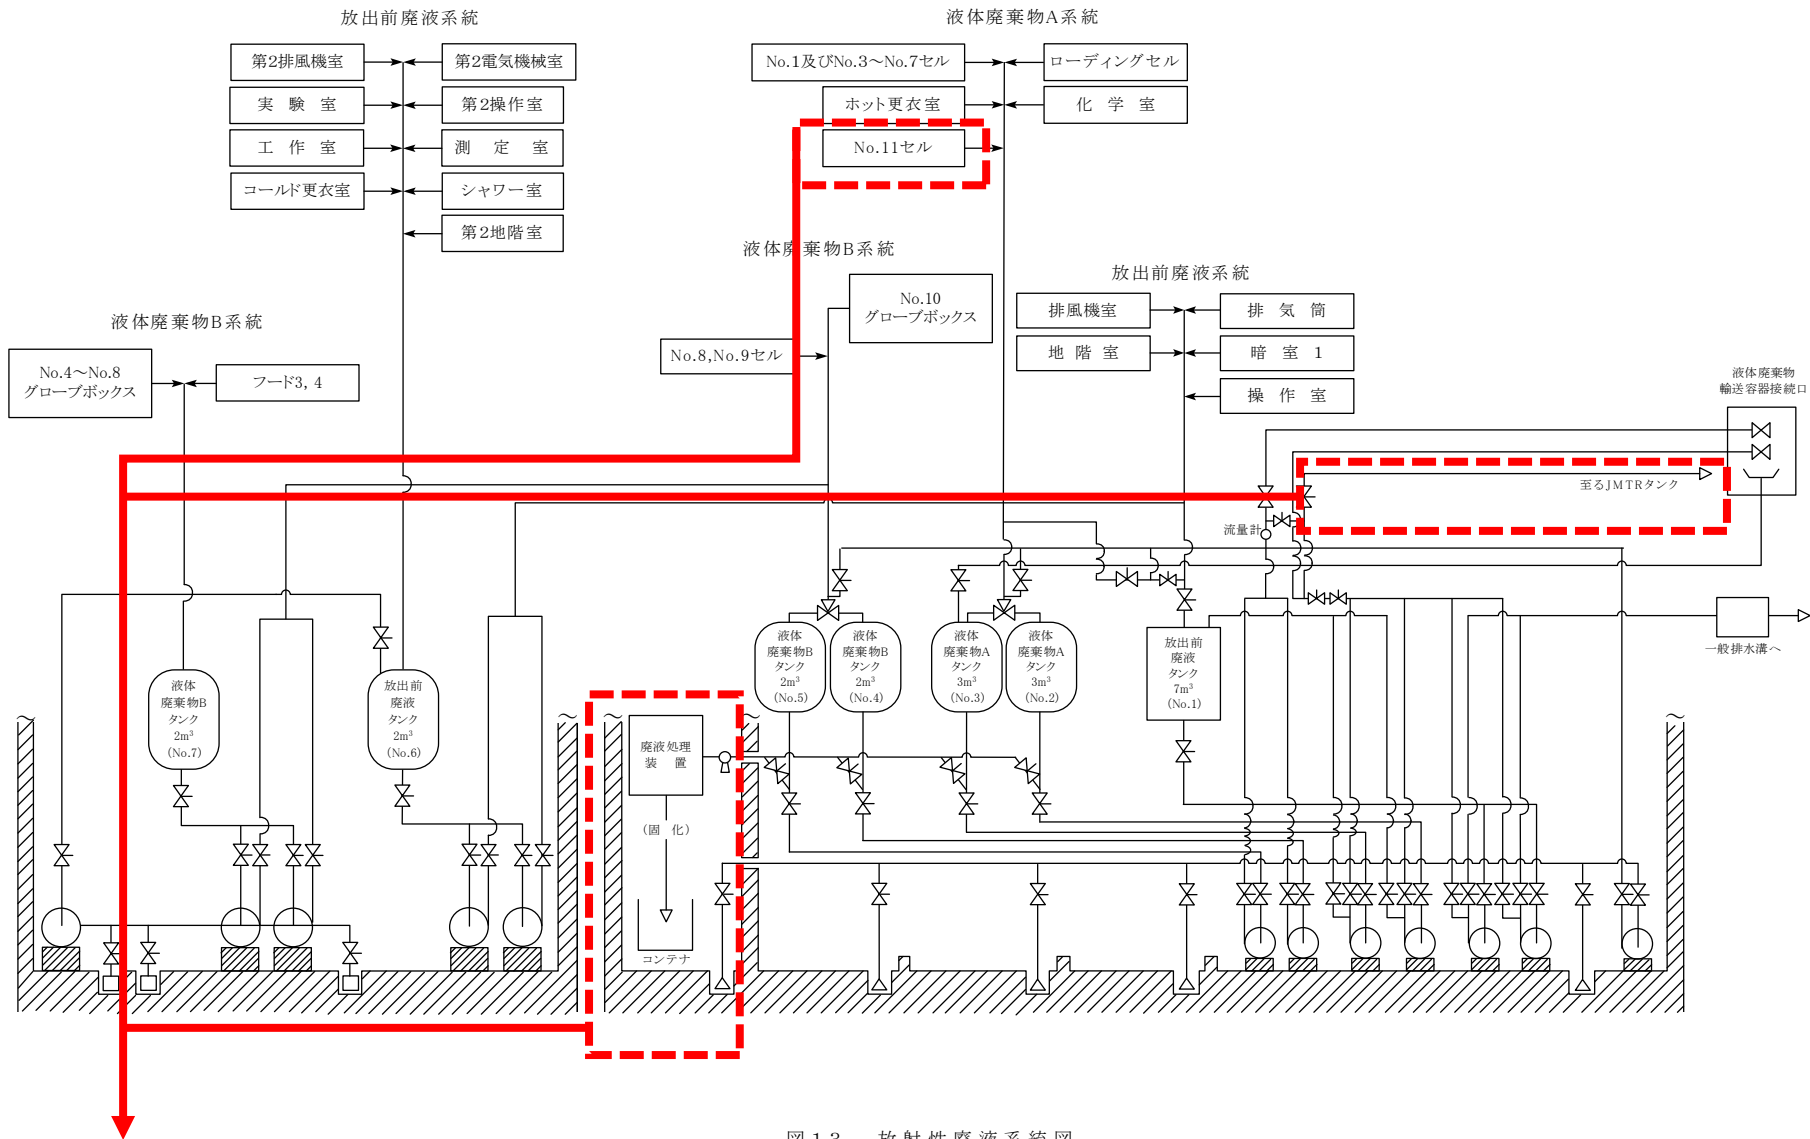 放出前廃液系統
第2排風機室
第2電気機械室
実 験 室
第2操作室
工 作 室
測 定 室
コールド更衣室
シャワー室
第2地階室
液体廃棄物A系統
No.1及びNo.3～No.7セル
ローディングセル
ホット更衣室
化 学 室
No.11セル
液体廃棄物B系統
No.10
グローブボックス
No.8,No.9セル
放出前廃液系統
排風機室
排 気 筒
地 階 室
暗 室 1
操 作 室
液体廃棄物B系統
No.4～No.8
グローブボックス
フード3, 4
液体廃棄物
輸送容器接続口
至るJMTRタンク
流量計
一般排水溝へ
液体
廃棄物B
タンク
2m³
(No.7)
放出前
廃液
タンク
2m³
(No.6)
液体
廃棄物B
タンク
2m³
(No.5)
液体
廃棄物B
タンク
2m³
(No.4)
液体
廃棄物A
タンク
3m³
(No.3)
液体
廃棄物A
タンク
3m³
(No.2)
放出前
廃液
タンク
7m³
(No.1)
廃液処理
装 置
(固 化)
コンテナ
図13 放射性廃液系統図